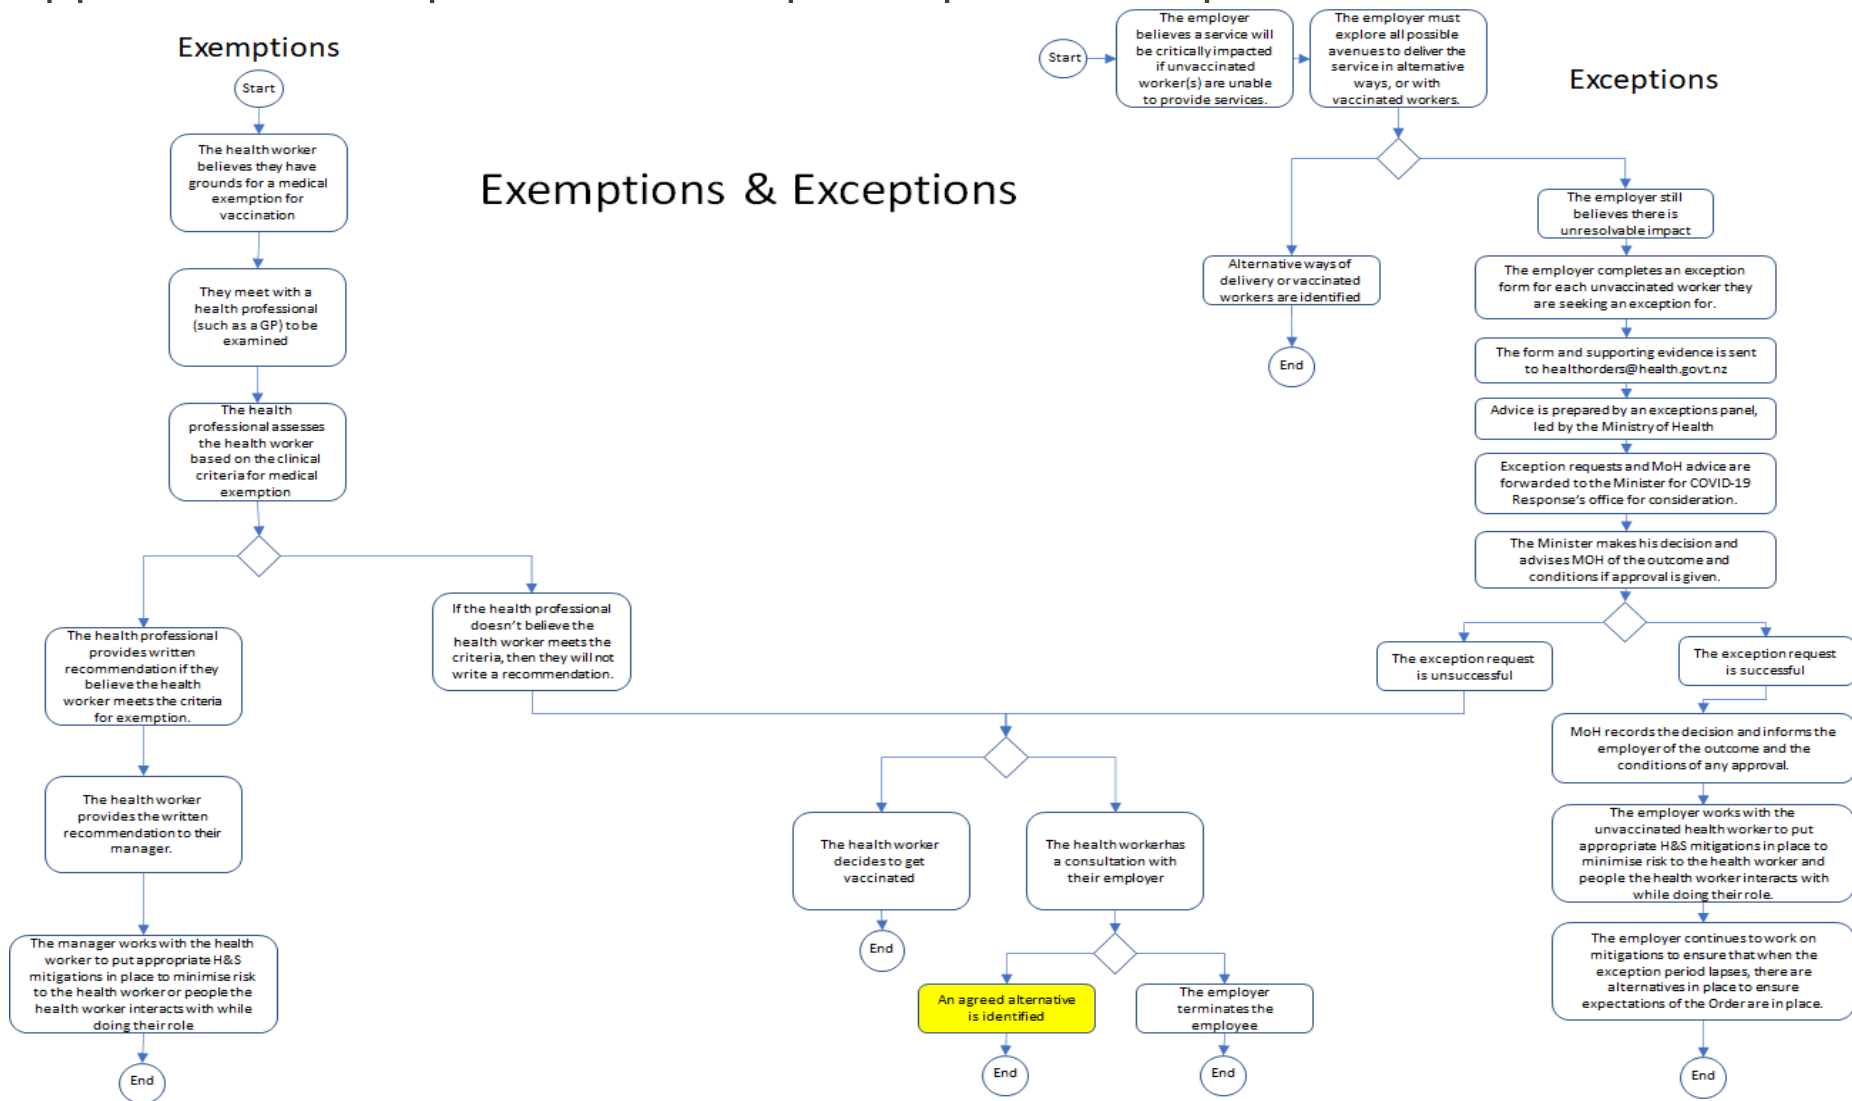 Exemptions
Start
The health worker
believes they have
grounds for a medical
exemption for
vaccination
They meet with a
health professional
(such as a GP) to be
examined
The health
professional assesses
the health worker
based on the clinical
criteria for medical
exemption
The health professional
provides written
recommendation if they
believe the health
worker meets the criteria
for exemption.
The health worker
provides the written
recommendation to their
manager.
The manager works with the health
worker to put appropriate H&S
mitigations in place to minimise risk
to the health worker or people the
health worker interacts with while
doing their role
End
If the health professional
doesn't believe the
health worker meets the
criteria, then they will not
write a recommendation.
Exemptions & Exceptions
Exceptions
Start
The employer
believes a service will
be critically impacted
if unvaccinated
worker(s) are unable
to provide services.
The employer must
explore all possible
avenues to deliver the
service in alternative
ways, or with
vaccinated workers.
Alternative ways of
delivery or vaccinated
workers are identified
End
The employer still
believes there is
unresolvable impact
The employer completes an exception
form for each unvaccinated worker they
are seeking an exception for.
The form and supporting evidence is sent
to healthorders@health.govt.nz
Advice is prepared by an exceptions panel,
led by the Ministry of Health
Exception requests and MoH advice are
forwarded to the Minister for COVID-19
Response's office for consideration.
The Minister makes his decision and
advises MOH of the outcome and
conditions if approval is given.
The exception request
is unsuccessful
The exception request
is successful
MoH records the decision and informs the
employer of the outcome and the
conditions of any approval.
The employer works with the
unvaccinated health worker to put
appropriate H&S mitigations in place to
minimise risk to the health worker and
people the health worker interacts with
while doing their role.
The employer continues to work on
mitigations to ensure that when the
exception period lapses, there are
alternatives in place to ensure
expectations of the Order are in place.
End
The health worker
decides to get
vaccinated
End
The health worker has
a consultation with
their employer
An agreed alternative
is identified
End
The employer
terminates the
employee
End